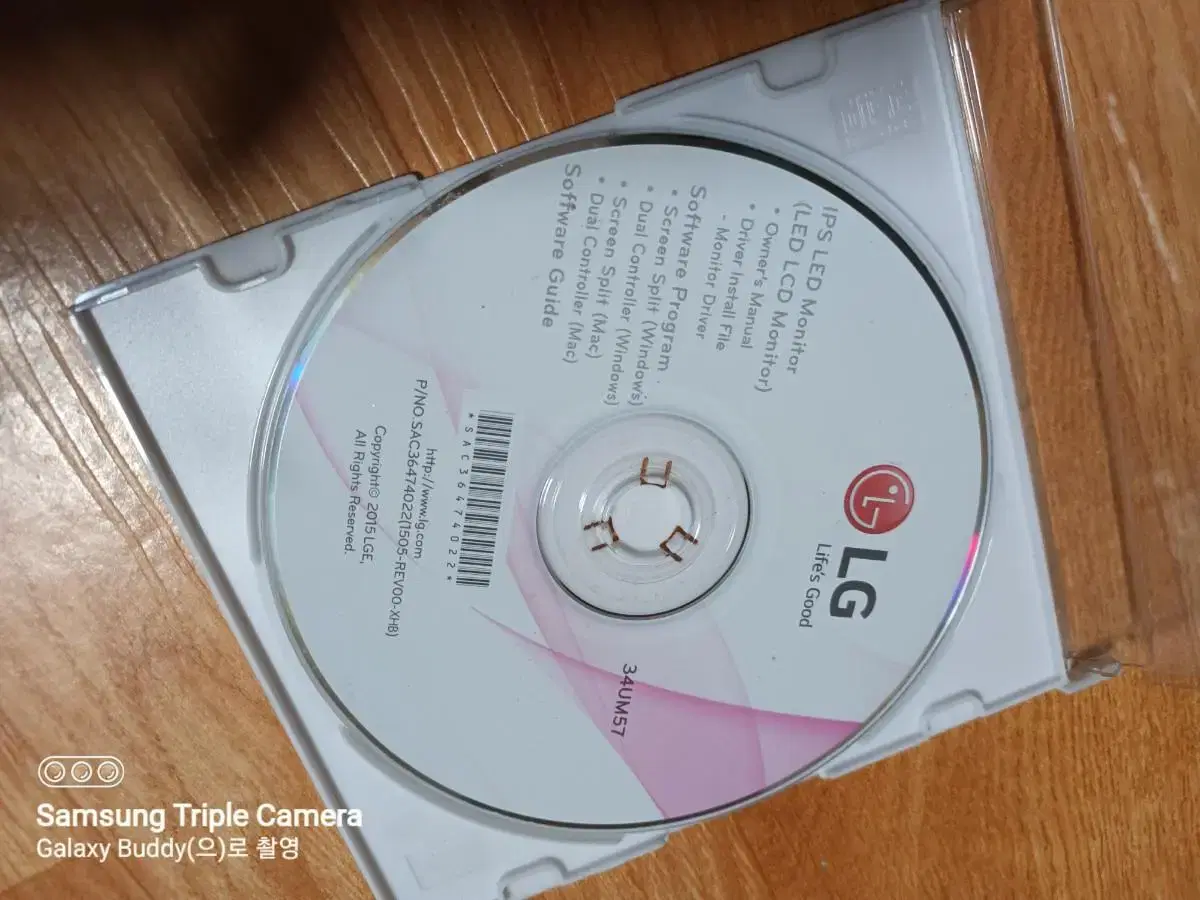 LG
Life's Good
IPS LED Monitor
(LED LCD Monitor)
• Owner's Manual
• Driver Install File
- Monitor Driver
Software Program
• Screen Split (Windows)
• Dual Controller (Windows)
• Screen Split (Mac)
• Dual Controller (Mac)
Software Guide
34UM57
*SAC36474022*
http://www.lg.com
P/NO.SAC36474022(1505-REV00-XHB)
Copyright© 2015 LGE,
All Rights Reserved.
Samsung Triple Camera
Galaxy Buddy(으)로 촬영